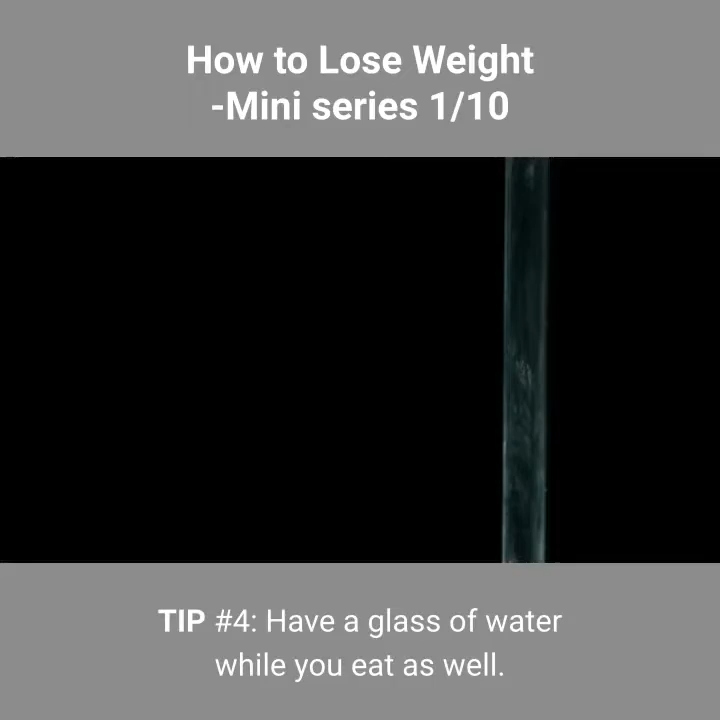 How to Lose Weight
-Mini series 1/10
TIP #4: Have a glass of water
while you eat as well.